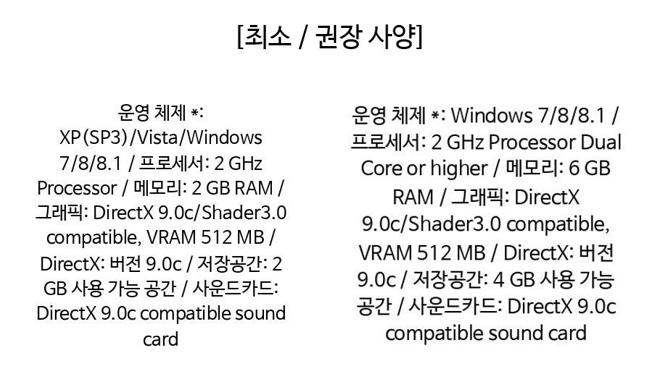 [최소 / 권장 사양]
운영 체제 *:
XP(SP3)/Vista/Windows
7/8/8.1 / 프로세서: 2 GHz
Processor / 메모리: 2 GB RAM /
그래픽: DirectX 9.0c/Shader3.0
compatible, VRAM 512 MB /
DirectX: 버전 9.0c / 저장공간: 2
GB 사용 가능 공간 / 사운드카드:
DirectX 9.0c compatible sound
card
운영 체제 *: Windows 7/8/8.1 /
프로세서: 2 GHz Processor Dual
Core or higher / 메모리: 6 GB
RAM / 그래픽: DirectX
9.0c/Shader3.0 compatible,
VRAM 512 MB / DirectX: 버전
9.0c / 저장공간: 4 GB 사용 가능
공간 / 사운드카드: DirectX 9.0c
compatible sound card